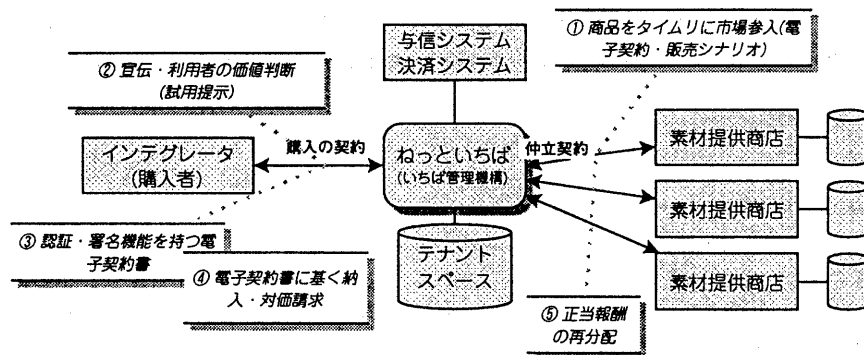 ① 商品をタイムリに市場参入(電
子契約・販売シナリオ)
与信システム
決済システム
② 宣伝・利用者の価値判断
(試用提示)
インテグレータ
(購入者)
購入の契約
ねっといちば
(いちば管理機構)
仲立契約
素材提供商店
素材提供商店
素材提供商店
③ 認証・署名機能を持つ電
子契約書
④ 電子契約書に基く納
入・対価請求
テナント
スペース
⑤ 正当報酬
の再分配